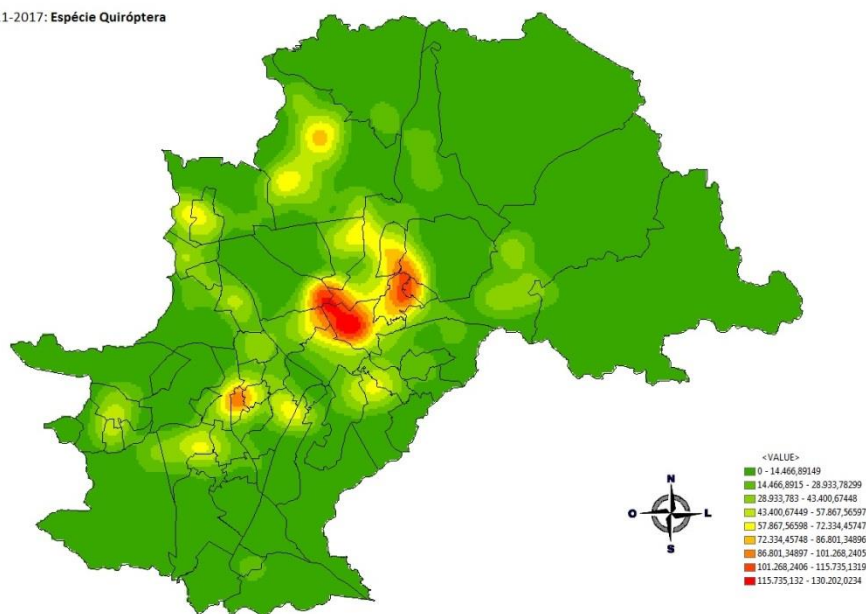 1-2017: Espécie Quiróptera
N
O L
S
<VALUE>
0 - 14.466,89149
14.466,8915 - 28.933,78299
28.933,783 - 43.400,67448
43.400,67449 - 57.867,56597
57.867,56598 - 72.334,45747
72.334,45748 - 86.801,34896
86.801,34897 - 101.268,2405
101.268,2406 - 115.735,1319
115.735,132 - 130.202,0234